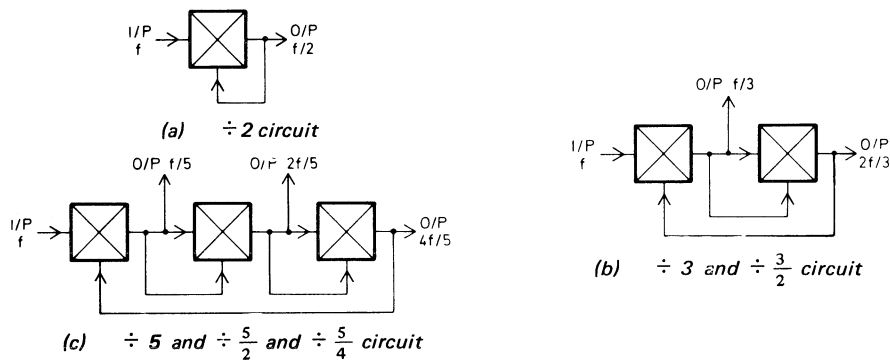 I/P
f
O/P
f/2
(a) ÷ 2 circuit
O/P f/5
O/P 2f/5
I/P
f
O/P
4f/5
(c) ÷ 5 and ÷ 5/2 and ÷ 5/4 circuit
O/P f/3
I/P
f
O/P
2f/3
(b) ÷ 3 and ÷ 3/2 circuit